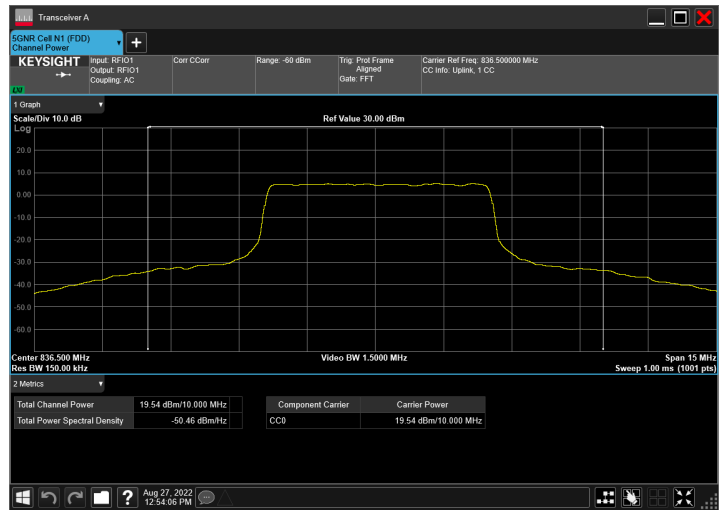 Transceiver A
5GNR Cell N1 (FDD)
Channel Power
KEYSIGHT
Input: RFIO1
Output: RFIO1
Coupling: AC
Corr CCorr
Range: -60 dBm
Trig: Prot Frame
Aligned
Gate: FFT
Carrier Ref Freq: 836.500000 MHz
CC Info: Uplink, 1 CC
LXI
1 Graph
Scale/Div 10.0 dB
Ref Value 30.00 dBm
Log
20.0
10.0
0.00
-10.0
-20.0
-30.0
-40.0
-50.0
-60.0
Center 836.500 MHz
Video BW 1.5000 MHz
Span 15 MHz
Res BW 150.00 kHz
Sweep 1.00 ms (1001 pts)
2 Metrics
Total Channel Power 19.54 dBm/10.000 MHz
Total Power Spectral Density -50.46 dBm/Hz
Component Carrier Carrier Power
CC0 19.54 dBm/10.000 MHz
Aug 27, 2022
12:54:06 PM